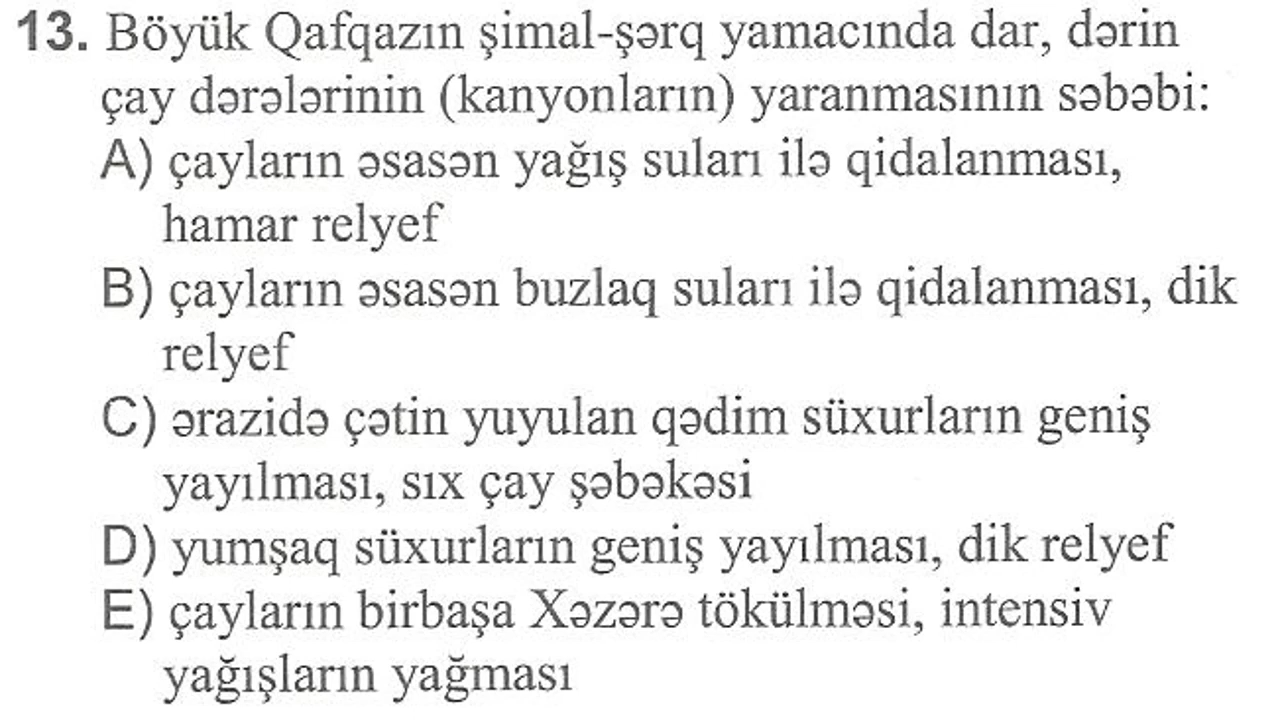 13. Böyük Qafqazın şimal-şərq yamacında dar, dərin
çay dərələrinin (kanyonların) yaranmasının səbəbi:
A) çayların əsasən yağış suları ilə qidalanması,
hamar relyef
B) çayların əsasən buzlaq suları ilə qidalanması, dik
relyef
C) ərazidə çətin yuyulan qədim süxurların geniş
yayılması, sıx çay şəbəkəsi
D) yumşaq süxurların geniş yayılması, dik relyef
E) çayların birbaşa Xəzərə tökülməsi, intensiv
yağışların yağması